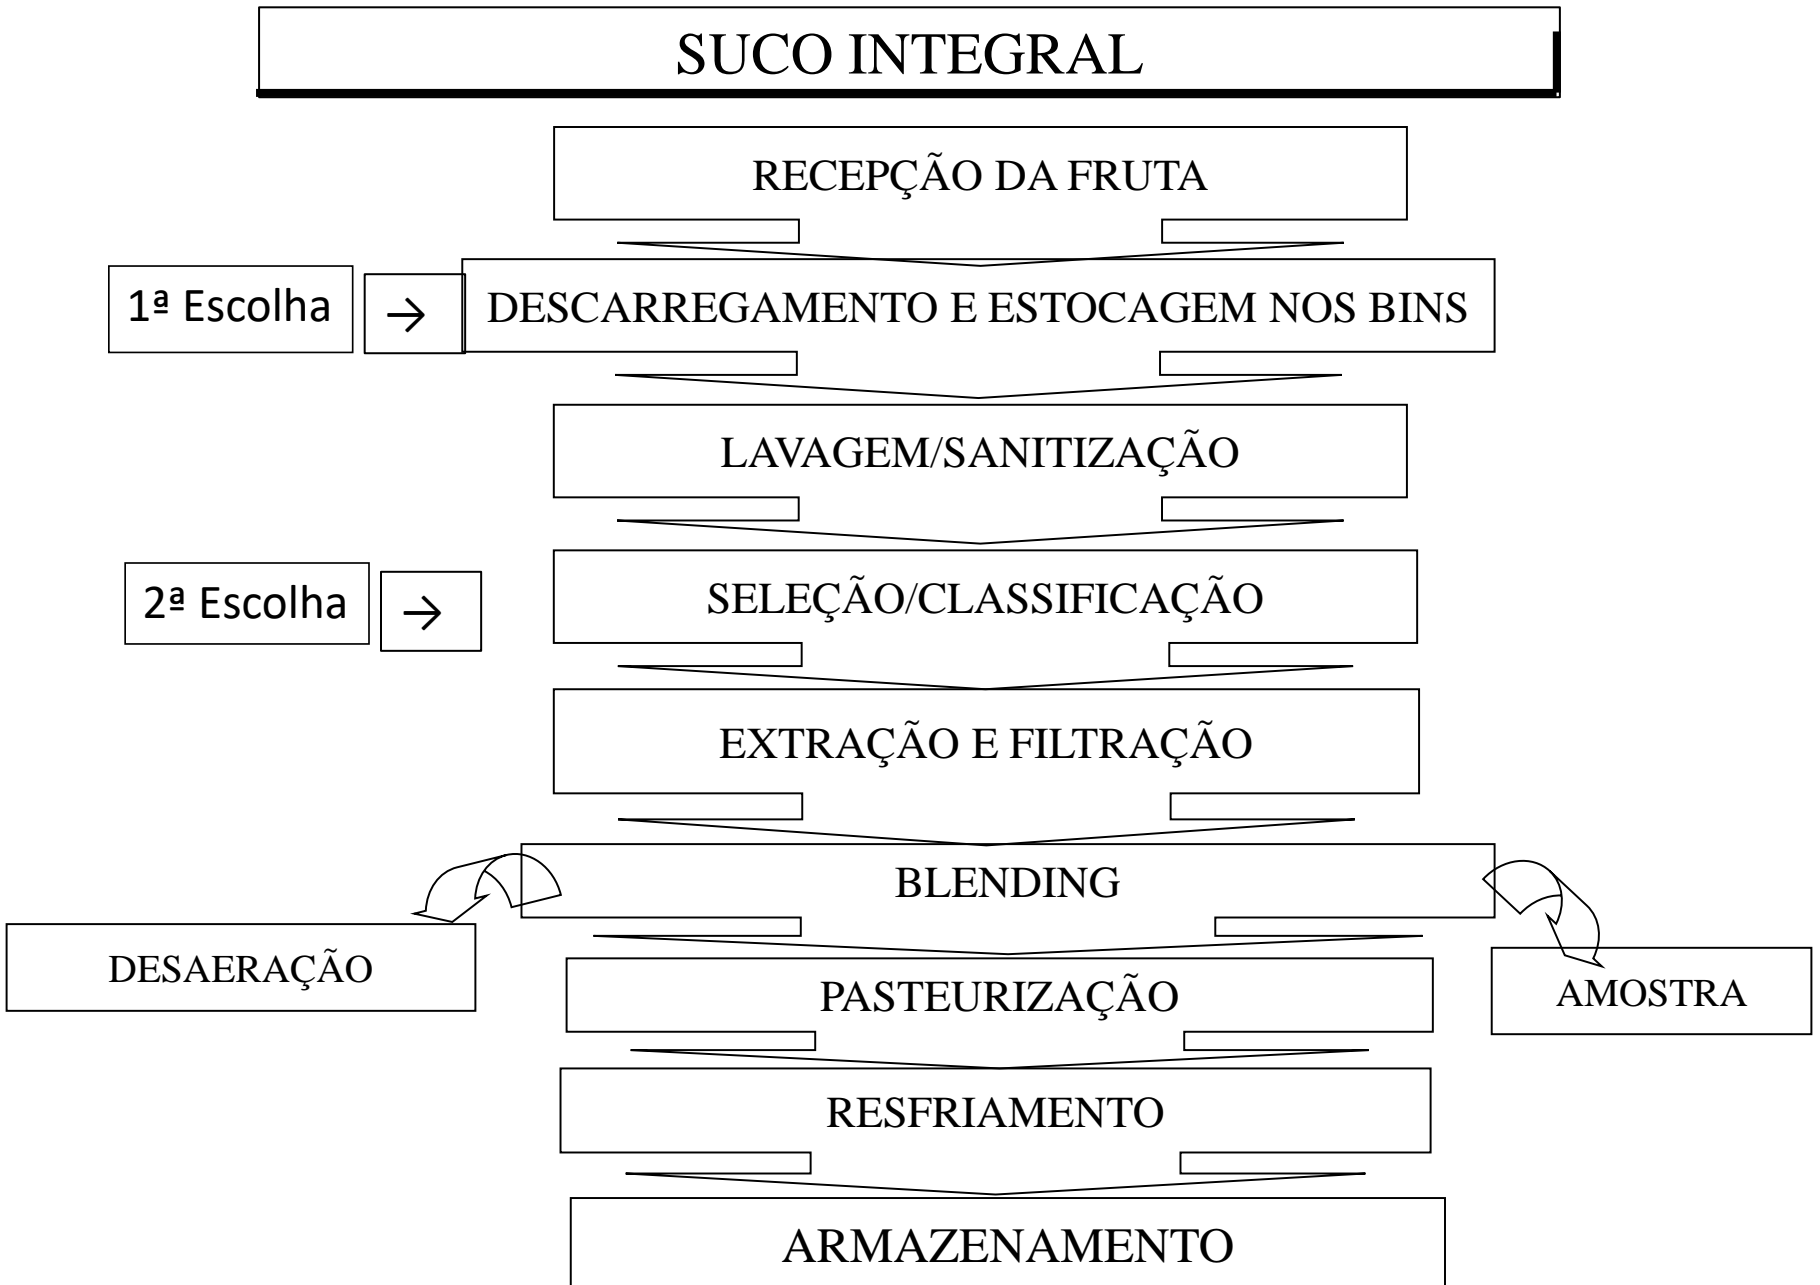 SUCO INTEGRAL
RECEPÇÃO DA FRUTA
1ª Escolha
→
DESCARREGAMENTO E ESTOCAGEM NOS BINS
LAVAGEM/SANITIZAÇÃO
2ª Escolha
→
SELEÇÃO/CLASSIFICAÇÃO
EXTRAÇÃO E FILTRAÇÃO
BLENDING
DESAERAÇÃO
PASTEURIZAÇÃO
AMOSTRA
RESFRIAMENTO
ARMAZENAMENTO